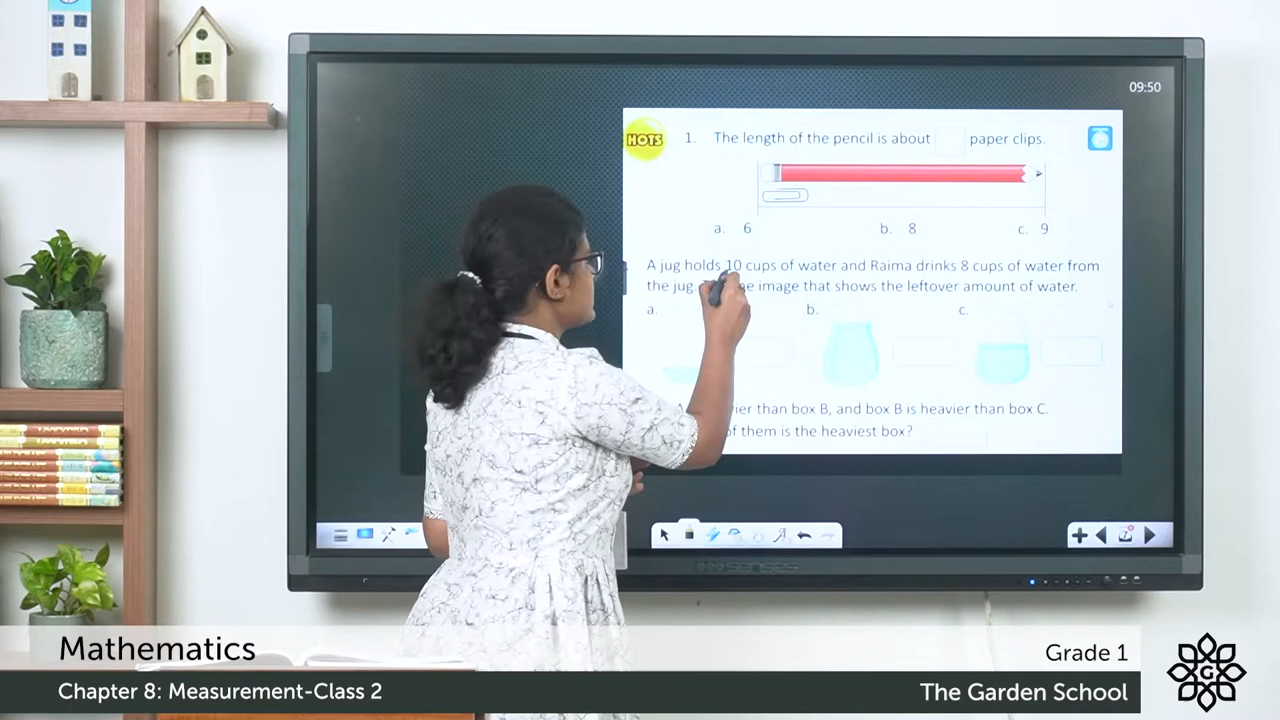 09:50
HOTS
1. The length of the pencil is about paper clips.
a. 6 b. 8 c. 9
A jug holds 10 cups of water and Raima drinks 8 cups of water from
the jug. image that shows the leftover amount of water.
a. b. c.
than box B, and box B is heavier than box C.
of them is the heaviest box?
Mathematics
Grade 1
Chapter 8: Measurement-Class 2
The Garden School
G